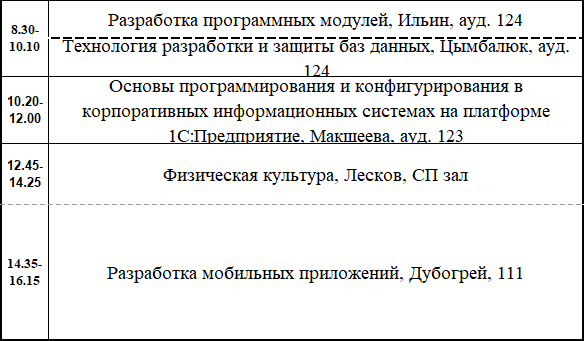 8.30-
10.10
Разработка программных модулей, Ильин, ауд. 124
Технология разработки и защиты баз данных, Цымбалюк, ауд.
124
10.20-
12.00
Основы программирования и конфигурирования в
корпоративных информационных системах на платформе
1С:Предприятие, Макшеева, ауд. 123
12.45-
14.25
Физическая культура, Лесков, СП зал
14.35-
16.15
Разработка мобильных приложений, Дубогрей, 111